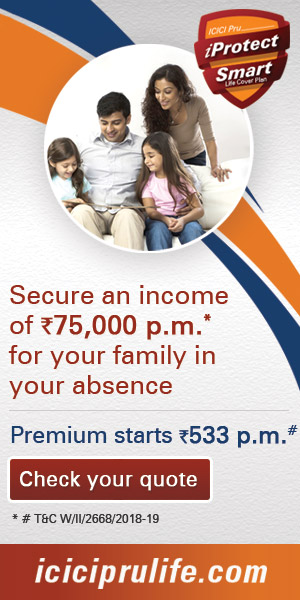 ICICI Pru
iProtect
Smart
Life Cover Plan
Secure an income
of ₹75,000 p.m.*
for your family in
your absence
Premium starts ₹533 p.m.#
Check your quote
* # T&C W/II/2668/2018-19
iciciprulife.com